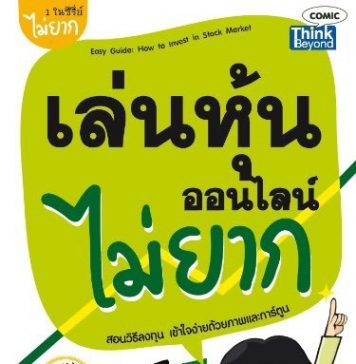 1 ในซีรี่ย์
ไม่ยาก
COMIC
Think
Beyond
Easy Guide: How to Invest in Stock Market
เล่นหุ้น
ออนไลน์
ไม่ยาก
สอนวิธีลงทุน เข้าใจง่ายด้วยภาพและการ์ตูน